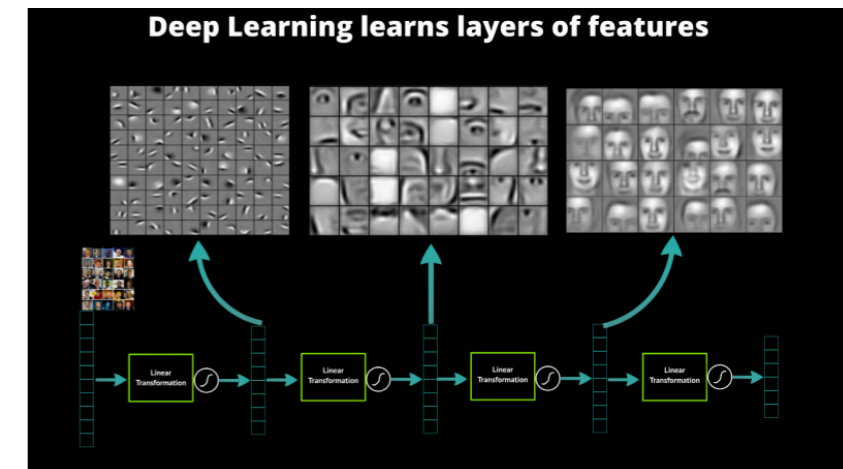 Deep Learning learns layers of features
Linear
Transformation
Linear
Transformation
Linear
Transformation
Linear
Transformation